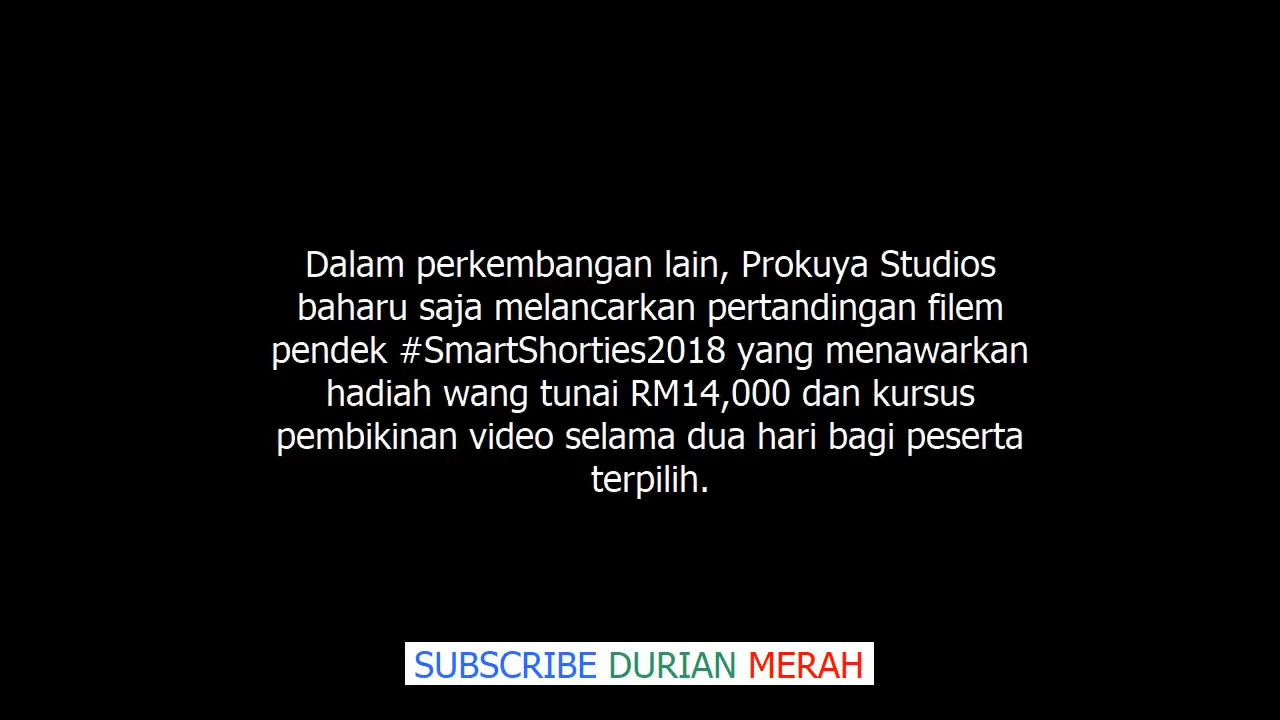 Dalam perkembangan lain, Prokuya Studios
baharu saja melancarkan pertandingan filem
pendek #SmartShorties2018 yang menawarkan
hadiah wang tunai RM14,000 dan kursus
pembikinan video selama dua hari bagi peserta
terpilih.
SUBSCRIBE DURIAN MERAH